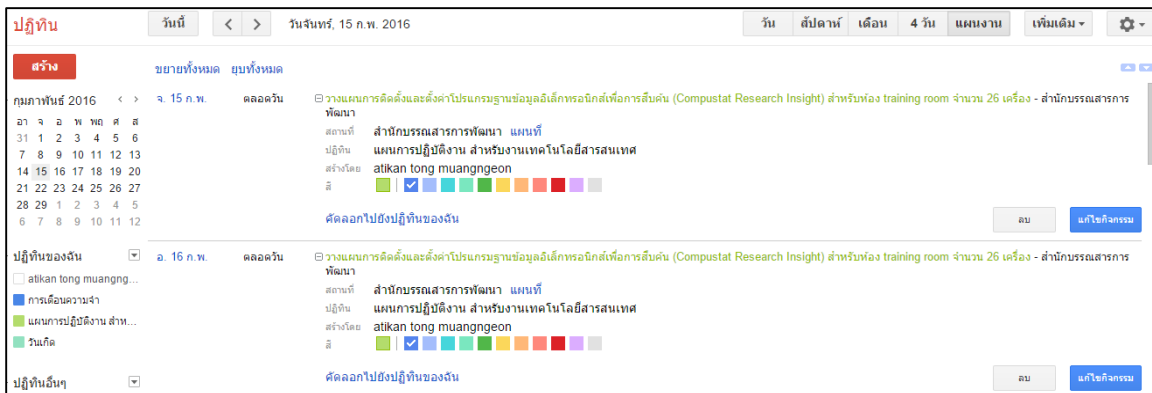 ปฏิทิน
วันนี้ < > วันจันทร์, 15 ก.พ. 2016 วัน สัปดาห์ เดือน 4 วัน แผนงาน เพิ่มเติม
สร้าง
ขยายทั้งหมด ยุบทั้งหมด
กุมภาพันธ์ 2016 < >
อา จ อ พ พฤ ศ ส
31 1 2 3 4 5 6
7 8 9 10 11 12 13
14 15 16 17 18 19 20
21 22 23 24 25 26 27
28 29 1 2 3 4 5
6 7 8 9 10 11 12
ปฏิทินของฉัน
atikan tong muangng...
การเตือนความจำ
แผนการปฏิบัติงาน สำห...
วันเกิด
ปฏิทินอื่นๆ
จ. 15 ก.พ. ตลอดวัน วางแผนการติดตั้งและตั้งค่าโปรแกรมฐานข้อมูลอิเล็กทรอนิกส์เพื่อการสืบค้น (Compustat Research Insight) สำหรับห้อง training room จำนวน 26 เครื่อง - สำนักบรรณสารการ
พัฒนา
สถานที่ สำนักบรรณสารการพัฒนา แผนที่
ปฏิทิน แผนการปฏิบัติงาน สำหรับงานเทคโนโลยีสารสนเทศ
สร้างโดย atikan tong muangngeon
สี
คัดลอกไปยังปฏิทินของฉัน ลบ แก้ไขกิจกรรม
อ. 16 ก.พ. ตลอดวัน วางแผนการติดตั้งและตั้งค่าโปรแกรมฐานข้อมูลอิเล็กทรอนิกส์เพื่อการสืบค้น (Compustat Research Insight) สำหรับห้อง training room จำนวน 26 เครื่อง - สำนักบรรณสารการ
พัฒนา
สถานที่ สำนักบรรณสารการพัฒนา แผนที่
ปฏิทิน แผนการปฏิบัติงาน สำหรับงานเทคโนโลยีสารสนเทศ
สร้างโดย atikan tong muangngeon
สี
คัดลอกไปยังปฏิทินของฉัน ลบ แก้ไขกิจกรรม